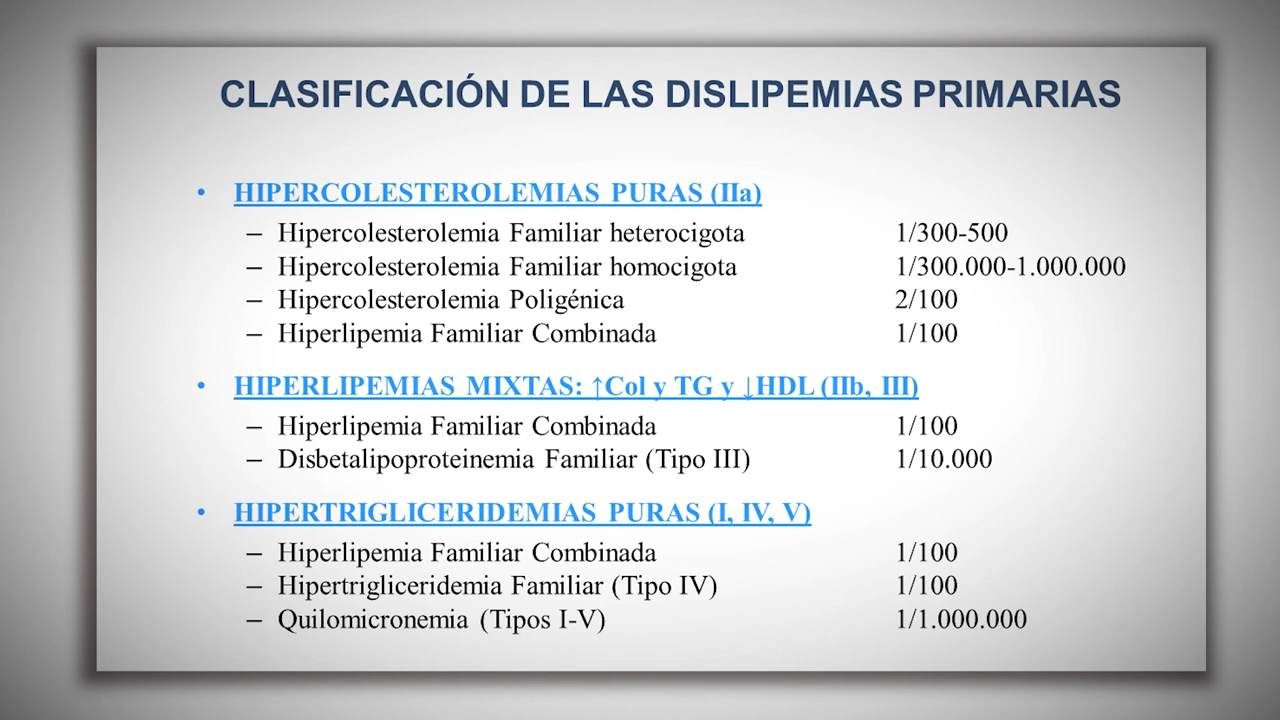 CLASIFICACIÓN DE LAS DISLIPEMIAS PRIMARIAS
• HIPERCOLESTEROLEMIAS PURAS (IIa)
– Hipercolesterolemia Familiar heterocigota 1/300-500
– Hipercolesterolemia Familiar homocigota 1/300.000-1.000.000
– Hipercolesterolemia Poligénica 2/100
– Hiperlipemia Familiar Combinada 1/100
• HIPERLIPEMIAS MIXTAS: ↑Col y TG y ↓HDL (IIb, III)
– Hiperlipemia Familiar Combinada 1/100
– Disbetalipoproteinemia Familiar (Tipo III) 1/10.000
• HIPERTRIGLICERIDEMIAS PURAS (I, IV, V)
– Hiperlipemia Familiar Combinada 1/100
– Hipertrigliceridemia Familiar (Tipo IV) 1/100
– Quilomicronemia (Tipos I-V) 1/1.000.000